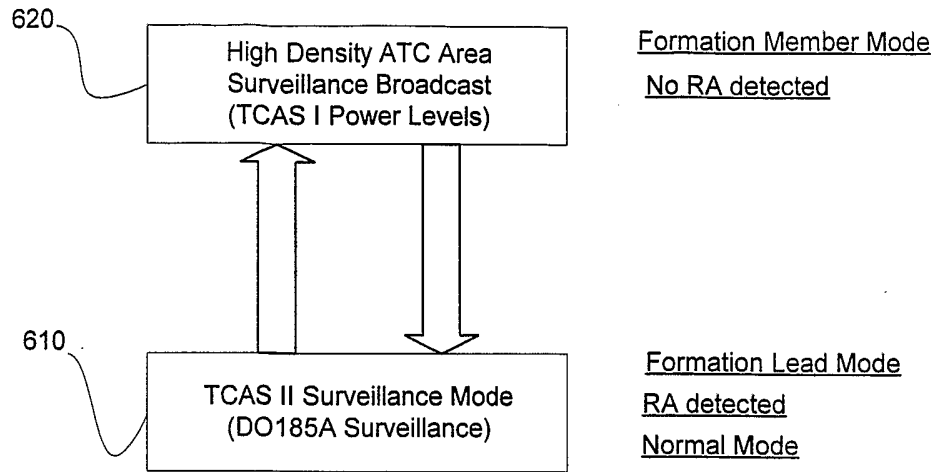 620
High Density ATC Area
Surveillance Broadcast
(TCAS I Power Levels)
Formation Member Mode
No RA detected
610
TCAS II Surveillance Mode
(DO185A Surveillance)
Formation Lead Mode
RA detected
Normal Mode